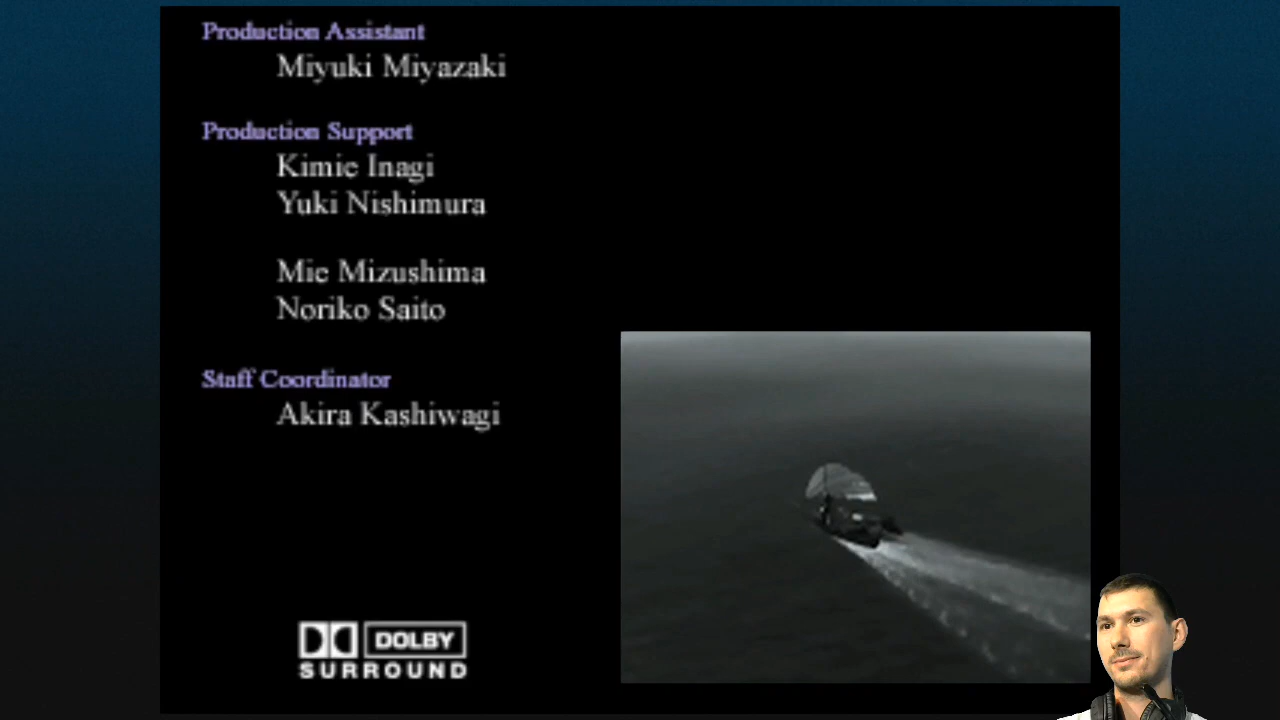 Production Assistant
Miyuki Miyazaki
Production Support
Kimie Inagi
Yuki Nishimura
Mie Mizushima
Noriko Saito
Staff Coordinator
Akira Kashiwagi
DOLBY
SURROUND